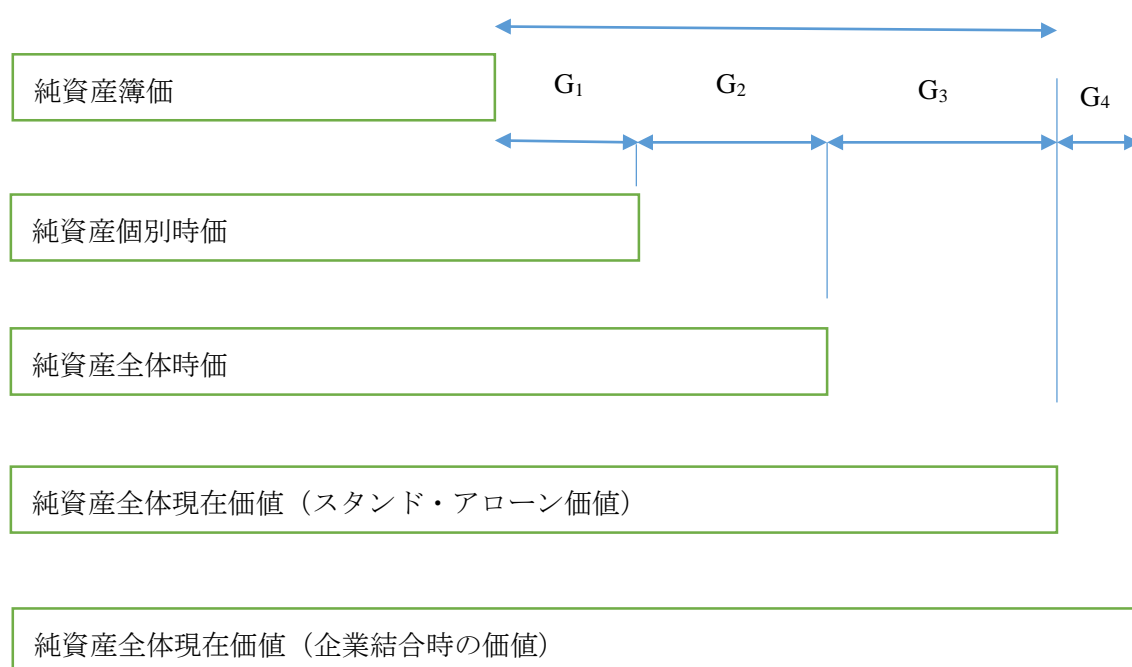 純資産簿価
G₁
G₂
G₃
G₄
純資産個別時価
純資産全体時価
純資産全体現在価値（スタンド・アローン価値）
純資産全体現在価値（企業結合時の価値）